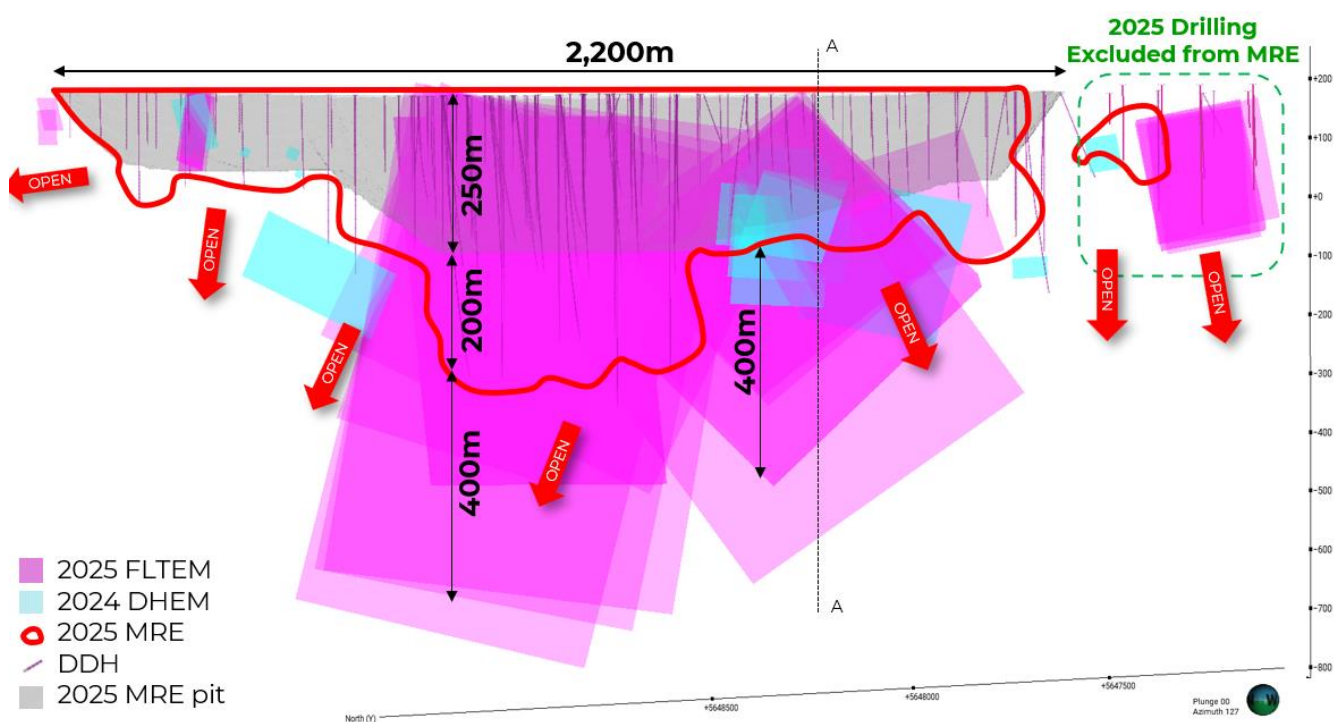 2025 Drilling
Excluded from MRE
2,200m
A
+200
+100
+0
-100
-200
-300
-400
-500
-600
-700
-800
250m
200m
400m
400m
OPEN
OPEN
OPEN
OPEN
OPEN
OPEN
OPEN
A
2025 FLTEM
2024 DHEM
2025 MRE
DDH
2025 MRE pit
North (Y)
+5648500
+5648000
+5647500
Plunge 00
Azimuth 127
W